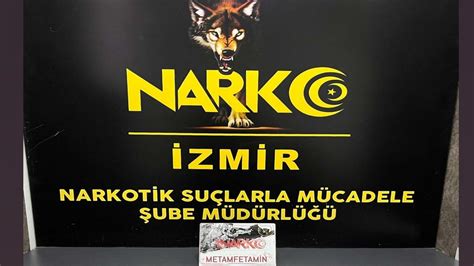 NARKO
İZMİR
NARKOTİK SUÇLARLA MÜCADELE
ŞUBE MÜDÜRLÜĞÜ
NARKO
METAMFETAMİN